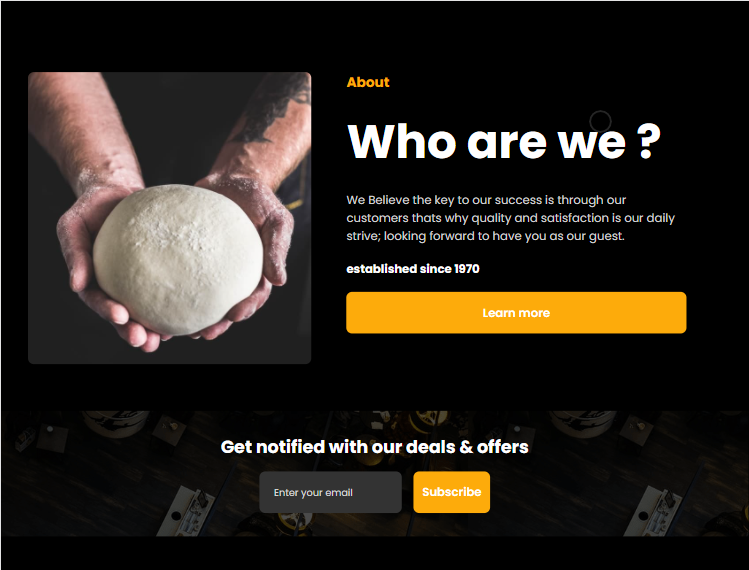 About
Who are we ?
We Believe the key to our success is through our
customers thats why quality and satisfaction is our daily
strive; looking forward to have you as our guest.
established since 1970
Learn more
Get notified with our deals & offers
Enter your email
Subscribe